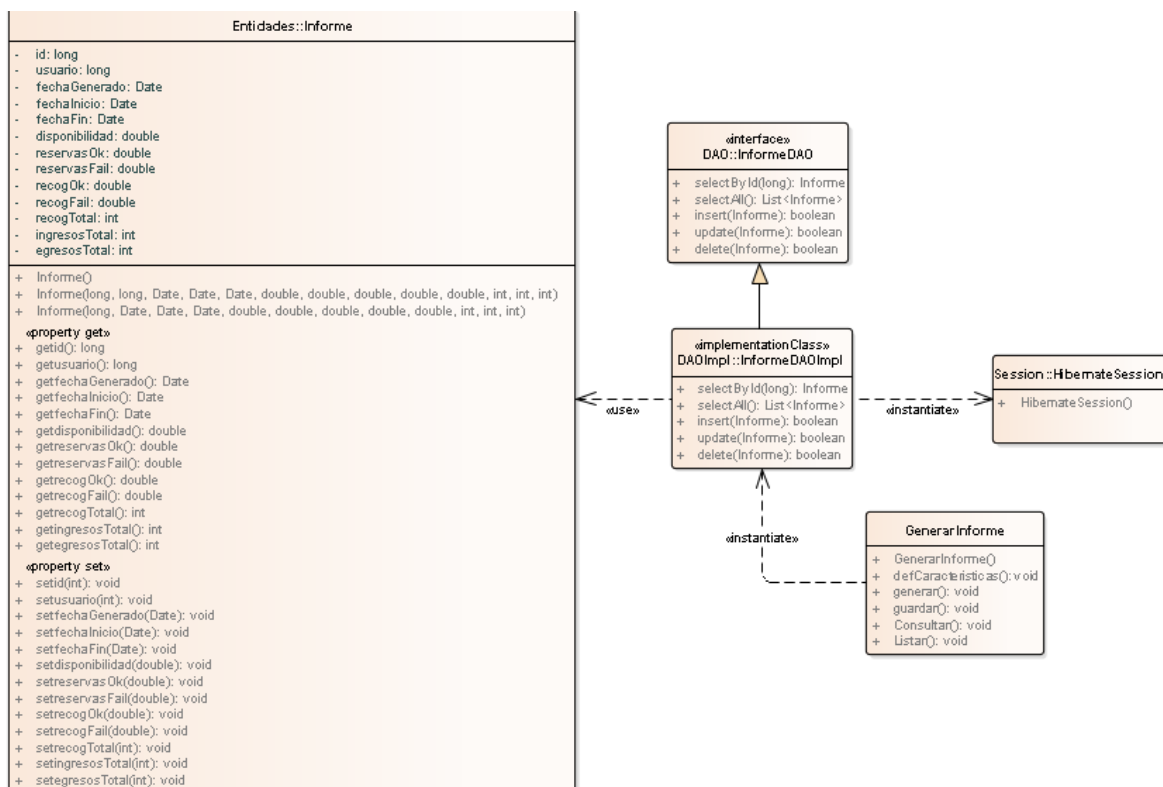 Entidades::Informe
- id: long
- usuario: long
- fechaGenerado: Date
- fechaInicio: Date
- fechaFin: Date
- disponibilidad: double
- reservasOk: double
- reservasFail: double
- recogOk: double
- recogFail: double
- recogTotal: int
- ingresosTotal: int
- egresosTotal: int
+ Informe()
+ Informe(long, long, Date, Date, Date, double, double, double, double, double, int, int, int)
+ Informe(long, Date, Date, Date, double, double, double, double, double, int, int, int)
«property get»
+ getid(): long
+ getusuario(): long
+ getfechaGenerado(): Date
+ getfechaInicio(): Date
+ getfechaFin(): Date
+ getdisponibilidad(): double
+ getreservasOk(): double
+ getreservasFail(): double
+ getrecogOk(): double
+ getrecogFail(): double
+ getrecogTotal(): int
+ getingresosTotal(): int
+ getegresosTotal(): int
«property set»
+ setid(int): void
+ setusuario(int): void
+ setfechaGenerado(Date): void
+ setfechaInicio(Date): void
+ setfechaFin(Date): void
+ setdisponibilidad(double): void
+ setreservasOk(double): void
+ setreservasFail(double): void
+ setrecogOk(double): void
+ setrecogFail(double): void
+ setrecogTotal(int): void
+ setingresosTotal(int): void
+ setegresosTotal(int): void
«use»
«interface»
DAO::InformeDAO
+ selectById(long): Informe
+ selectAll(): List<Informe>
+ insert(Informe): boolean
+ update(Informe): boolean
+ delete(Informe): boolean
«implementationClass»
DAOImpl::InformeDAOImpl
+ selectById(long): Informe
+ selectAll(): List<Informe>
+ insert(Informe): boolean
+ update(Informe): boolean
+ delete(Informe): boolean
«instantiate»
Session::HibernateSession
+ HibernateSession()
«instantiate»
GenerarInforme
+ GenerarInforme()
+ defCaracteristicas():void
+ generar(): void
+ guardar(): void
+ Consultar(): void
+ Listar(): void